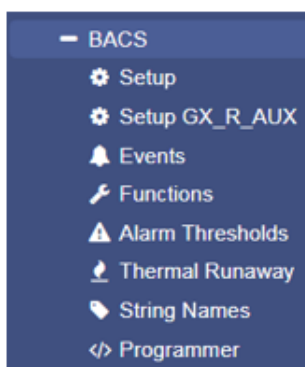 BACS
Setup
Setup GX_R_AUX
Events
Functions
Alarm Thresholds
Thermal Runaway
String Names
Programmer